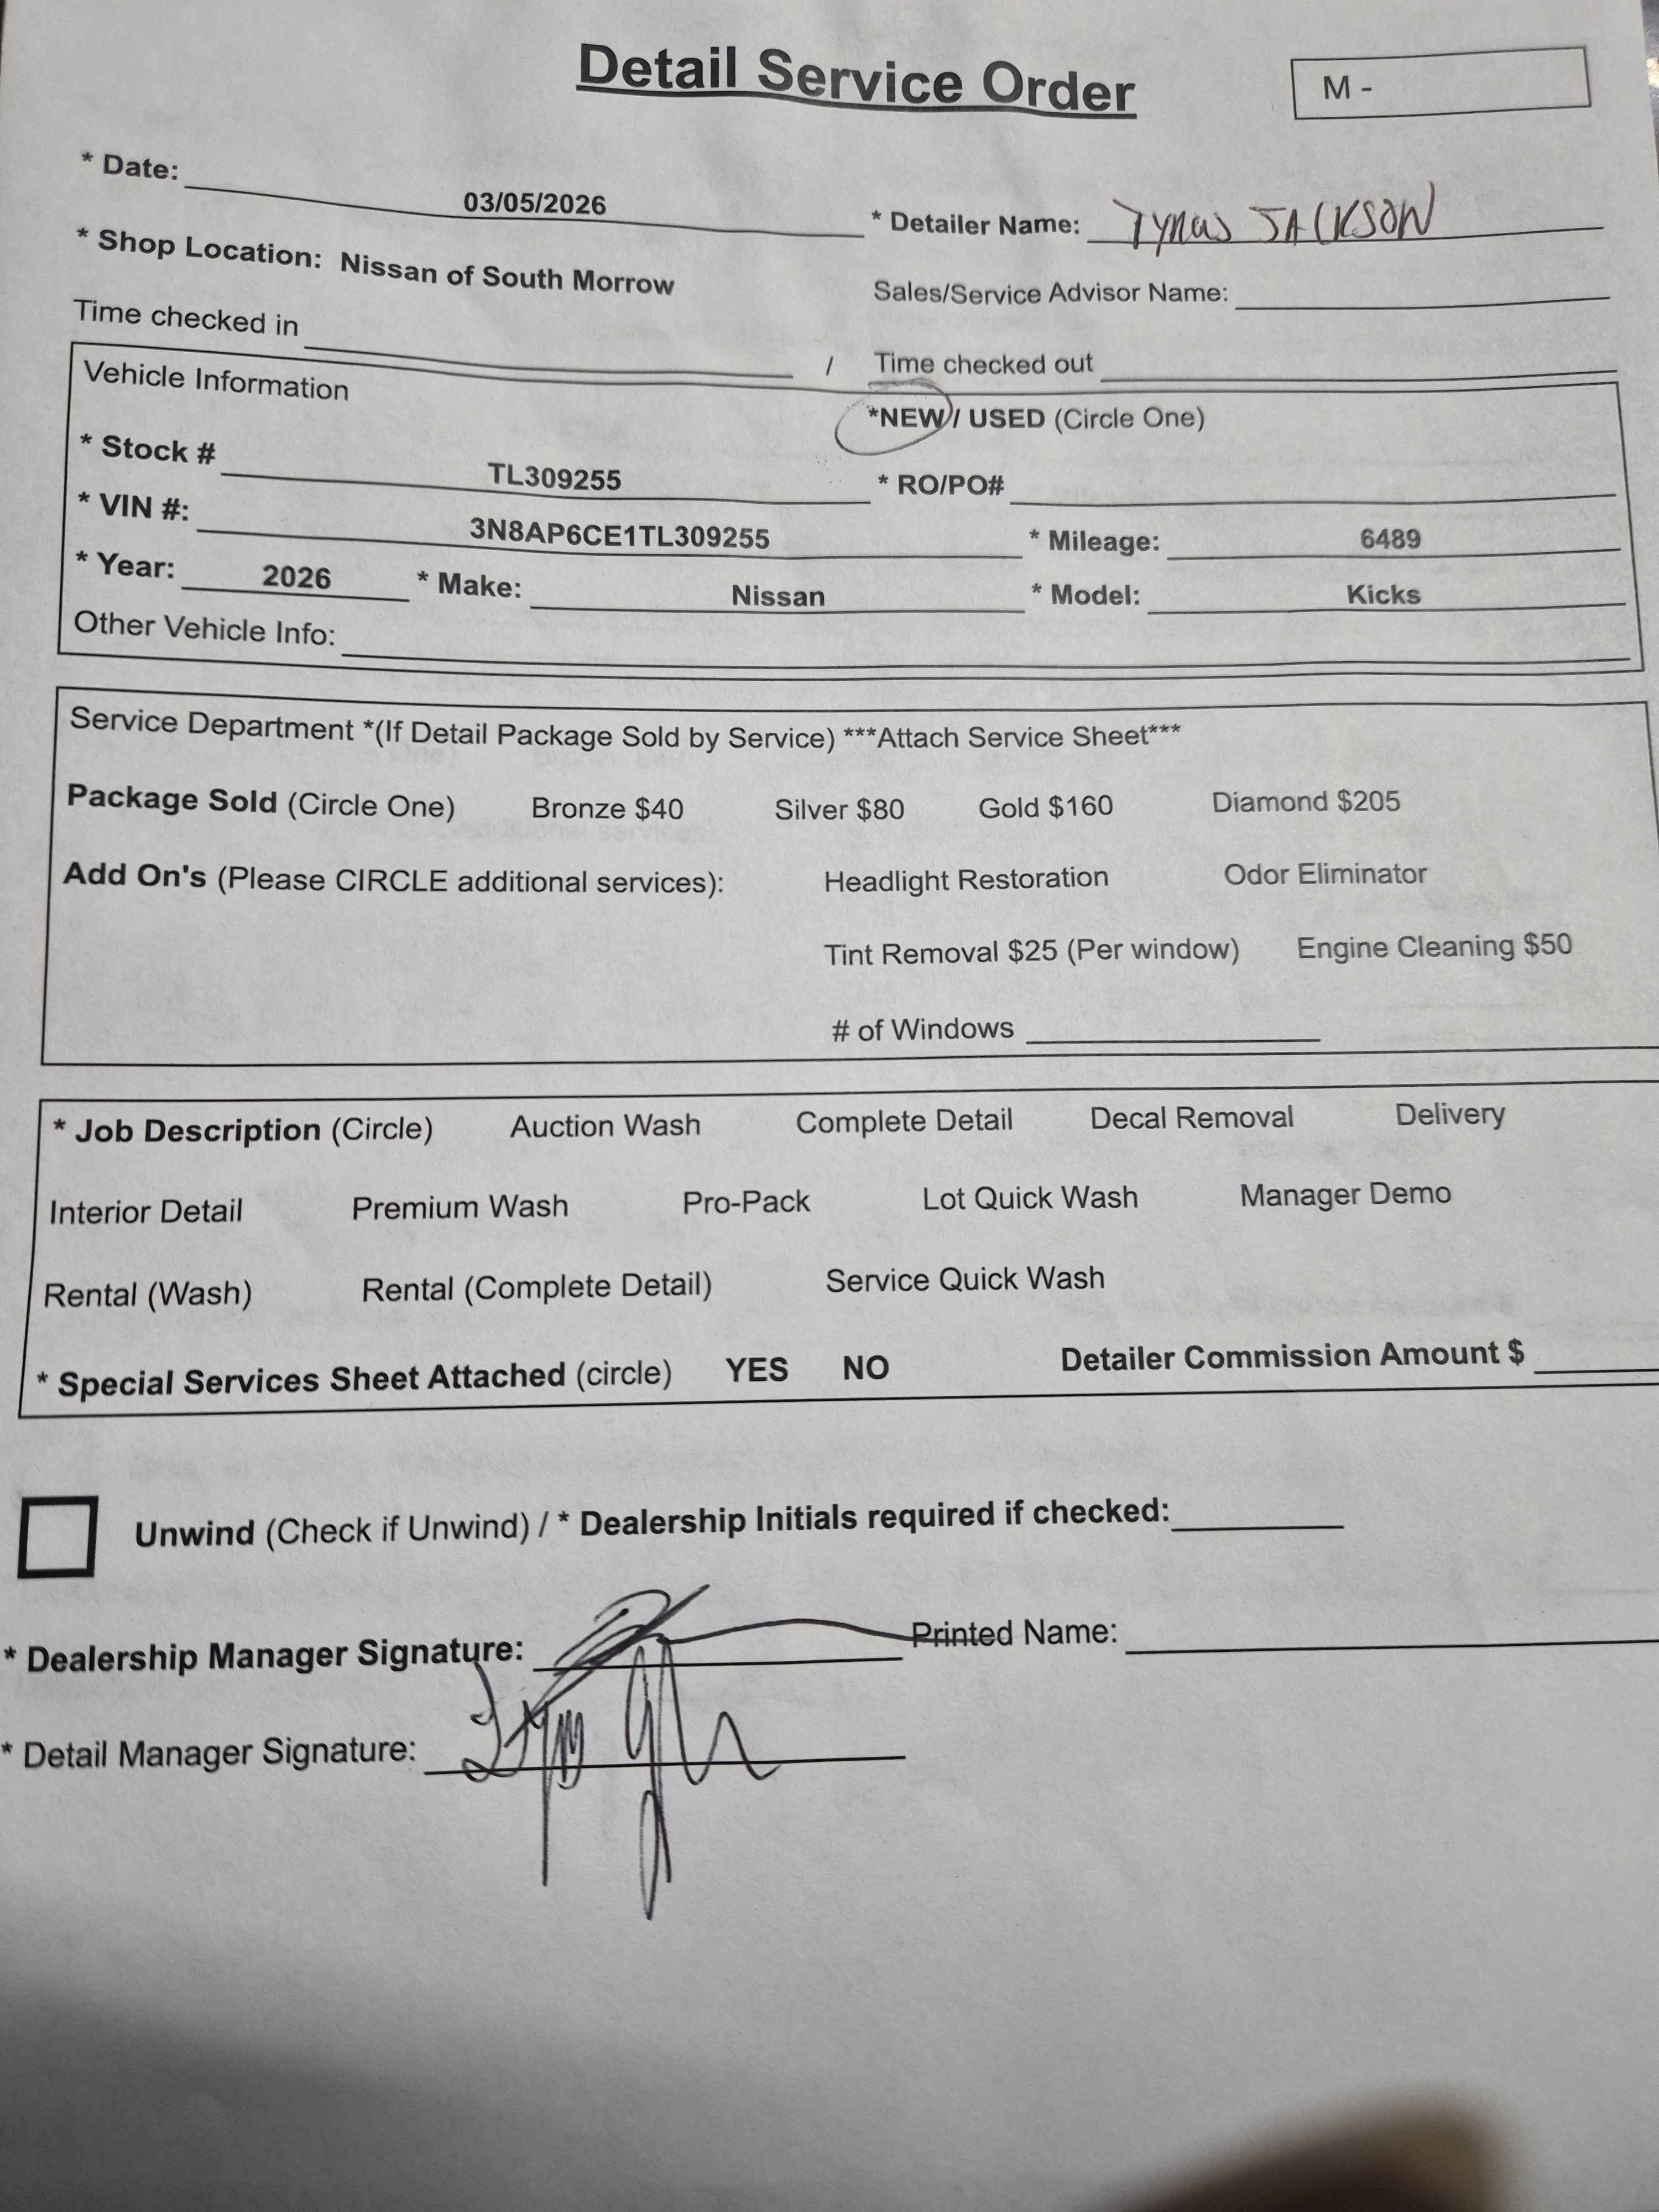 Detail Service Order
M -
* Date: 03/05/2026
* Detailer Name: Tyrus JACKSON
* Shop Location: Nissan of South Morrow
Sales/Service Advisor Name:
Time checked in / Time checked out
Vehicle Information
*NEW / USED (Circle One)
* Stock # TL309255
* RO/PO#
* VIN #: 3N8AP6CE1TL309255
* Mileage: 6489
* Year: 2026 * Make: Nissan * Model: Kicks
Other Vehicle Info:
Service Department *(If Detail Package Sold by Service) ***Attach Service Sheet***
Package Sold (Circle One) Bronze $40 Silver $80 Gold $160 Diamond $205
Add On's (Please CIRCLE additional services): Headlight Restoration Odor Eliminator
Tint Removal $25 (Per window) Engine Cleaning $50
# of Windows
* Job Description (Circle) Auction Wash Complete Detail Decal Removal Delivery
Interior Detail Premium Wash Pro-Pack Lot Quick Wash Manager Demo
Rental (Wash) Rental (Complete Detail) Service Quick Wash
* Special Services Sheet Attached (circle) YES NO Detailer Commission Amount $
Unwind (Check if Unwind) / * Dealership Initials required if checked:
* Dealership Manager Signature: Printed Name:
* Detail Manager Signature: